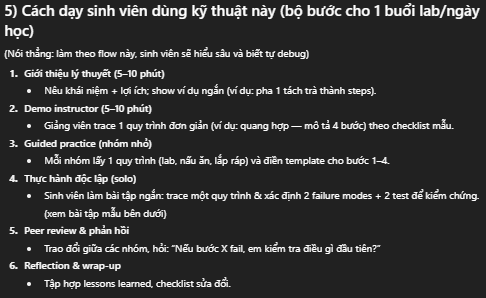 5) Cách dạy sinh viên dùng kỹ thuật này (bộ bước cho 1 buổi lab/ngày
học)
(Nói thẳng: làm theo flow này, sinh viên sẽ hiểu sâu và biết tự debug)
1. Giới thiệu lý thuyết (5–10 phút)
• Nêu khái niệm + lợi ích; show ví dụ ngắn (ví dụ: pha 1 tách trà thành steps).
2. Demo instructor (5–10 phút)
• Giảng viên trace 1 quy trình đơn giản (ví dụ: quang hợp — mô tả 4 bước) theo checklist mẫu.
3. Guided practice (nhóm nhỏ)
• Mỗi nhóm lấy 1 quy trình (lab, nấu ăn, lắp ráp) và điền template cho bước 1–4.
4. Thực hành độc lập (solo)
• Sinh viên làm bài tập ngắn: trace một quy trình & xác định 2 failure modes + 2 test để kiểm chứng.
(xem bài tập mẫu bên dưới)
5. Peer review & phản hồi
• Trao đổi giữa các nhóm, hỏi: “Nếu bước X fail, em kiểm tra điều gì đầu tiên?”
6. Reflection & wrap-up
• Tập hợp lessons learned, checklist sửa đổi.